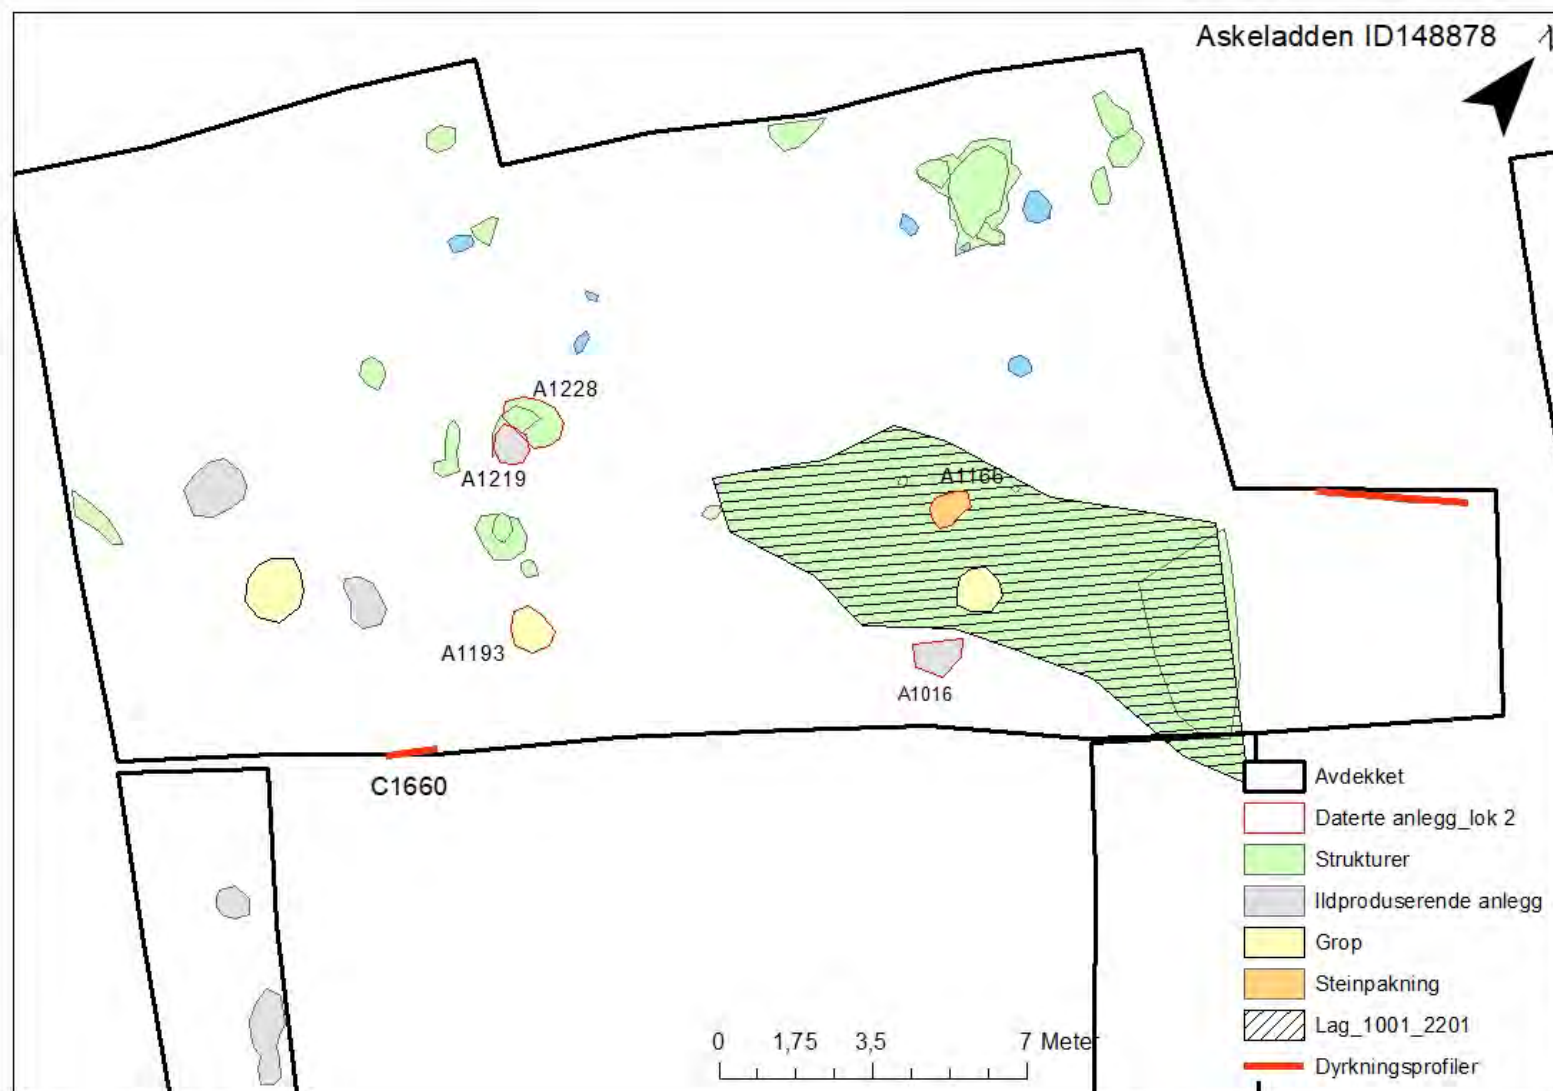 Askeladden ID148878
A1228
A1219
A1166
A1193
A1016
C1660
Avdekket
Daterte anlegg_lok 2
Strukturer
Ildproduserende anlegg
Grop
Steinpakning
Lag_1001_2201
Dyrkningsprofiler
0 1,75 3,5 7 Meter